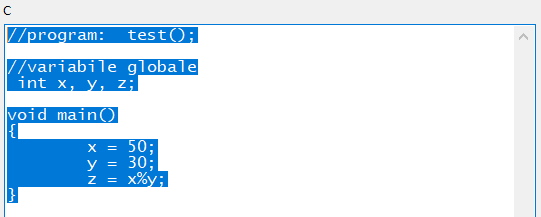 C
//program:  test();
//variabile globale
 int x, y, z;
void main()
{
        x = 50;
        y = 30;
        z = x%y;
}